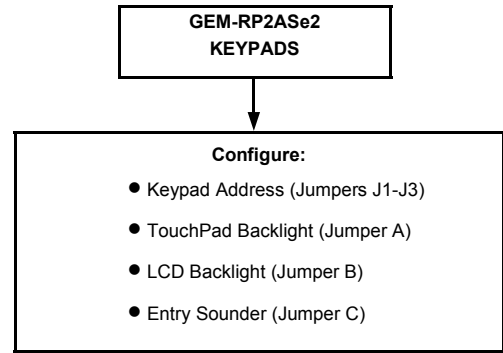 GEM-RP2ASe2
KEYPADS
Configure:
● Keypad Address (Jumpers J1-J3)
● TouchPad Backlight (Jumper A)
● LCD Backlight (Jumper B)
● Entry Sounder (Jumper C)